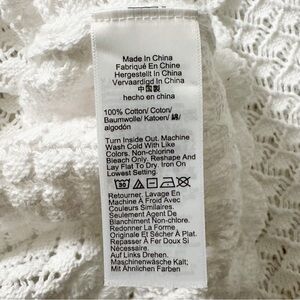 Made In China
Fabriqué En Chine
Hergestellt In China
Vervaardigd In China
中国製
hecho en china
100% Cotton/ Coton/
Baumwolle/ Katoen/ 綿/
algodón
Turn Inside Out. Machine
Wash Cold With Like
Colors. Non-chlorine
Bleach Only. Reshape And
Lay Flat To Dry. Iron On
Lowest Setting.
30
Retourner. Lavage En
Machine À Froid Avec
Couleurs Similaires.
Seulement Agent De
Blanchiment Non-chloré.
Redonner La Forme
Originale Et Sécher À Plat.
Repasser À Fer Doux Si
Nécessaire.
Auf Links Drehen.
Maschinenwäsche Kalt;
Mit Ähnlichen Farben